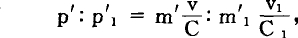 p′ : p′₁ = m′ v/C : m′₁ v₁/C₁ ,